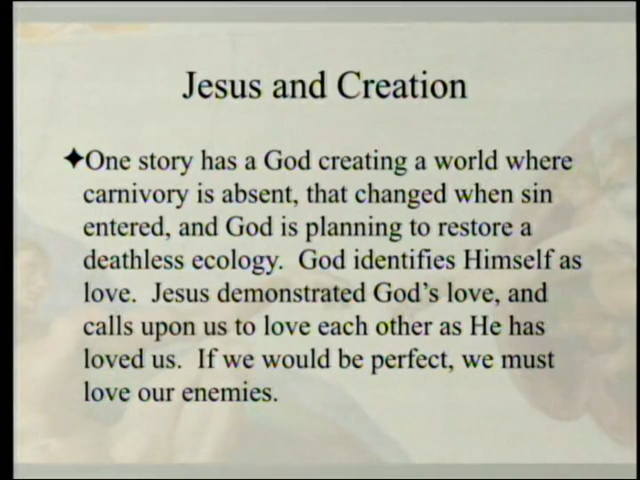 Jesus and Creation
✦One story has a God creating a world where
carnivory is absent, that changed when sin
entered, and God is planning to restore a
deathless ecology.  God identifies Himself as
love.  Jesus demonstrated God's love, and
calls upon us to love each other as He has
loved us.  If we would be perfect, we must
love our enemies.